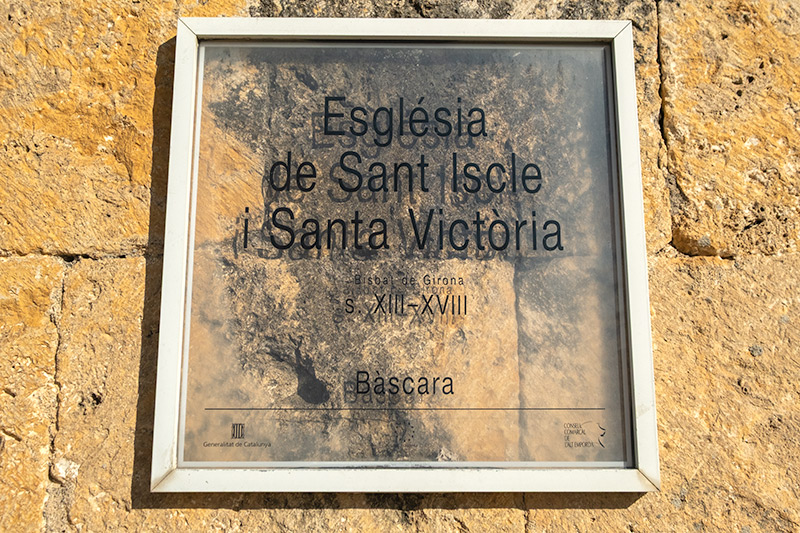 Església
de Sant Iscle
i Santa Victòria
Bisbat de Girona
s. XIII–XVIII
Bàscara
Generalitat de Catalunya
CONSELL
COMARCAL
DE
L'ALT EMPORDÀ